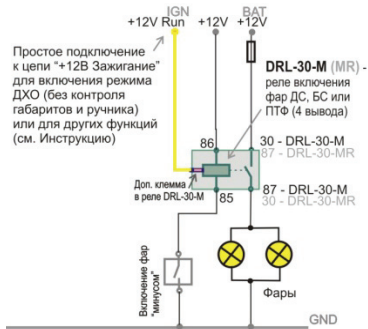 IGN
BAT
+12V Run
+12V
+12V
Простое подключение
к цепи "+12В Зажигание"
для включения режима
ДХО (без контроля
габаритов и ручника)
или для других функций
(см. Инструкцию)
DRL-30-M (MR) -
реле включения
фар ДС, БС или
ПТФ (4 вывода)
86
30 - DRL-30-M
87 - DRL-30-MR
Доп. клемма
в реле DRL-30-M
85
87 - DRL-30-M
30 - DRL-30-MR
Включение фар
"минусом"
Фары
GND